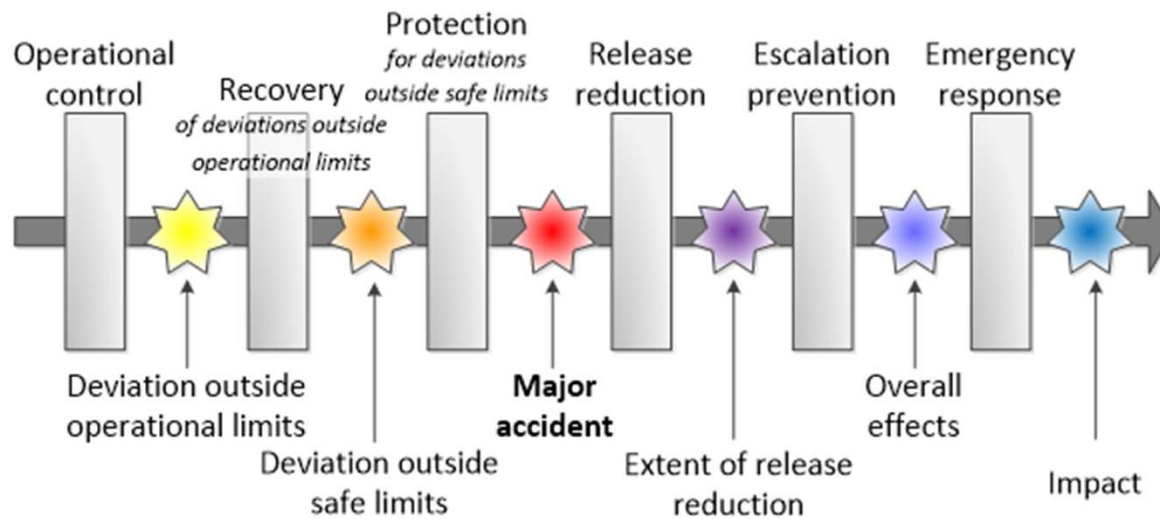 Operational
control
Recovery
of deviations outside
operational limits
Protection
for deviations
outside safe limits
Release
reduction
Escalation
prevention
Emergency
response
Deviation outside
operational limits
Deviation outside
safe limits
Major
accident
Extent of release
reduction
Overall
effects
Impact